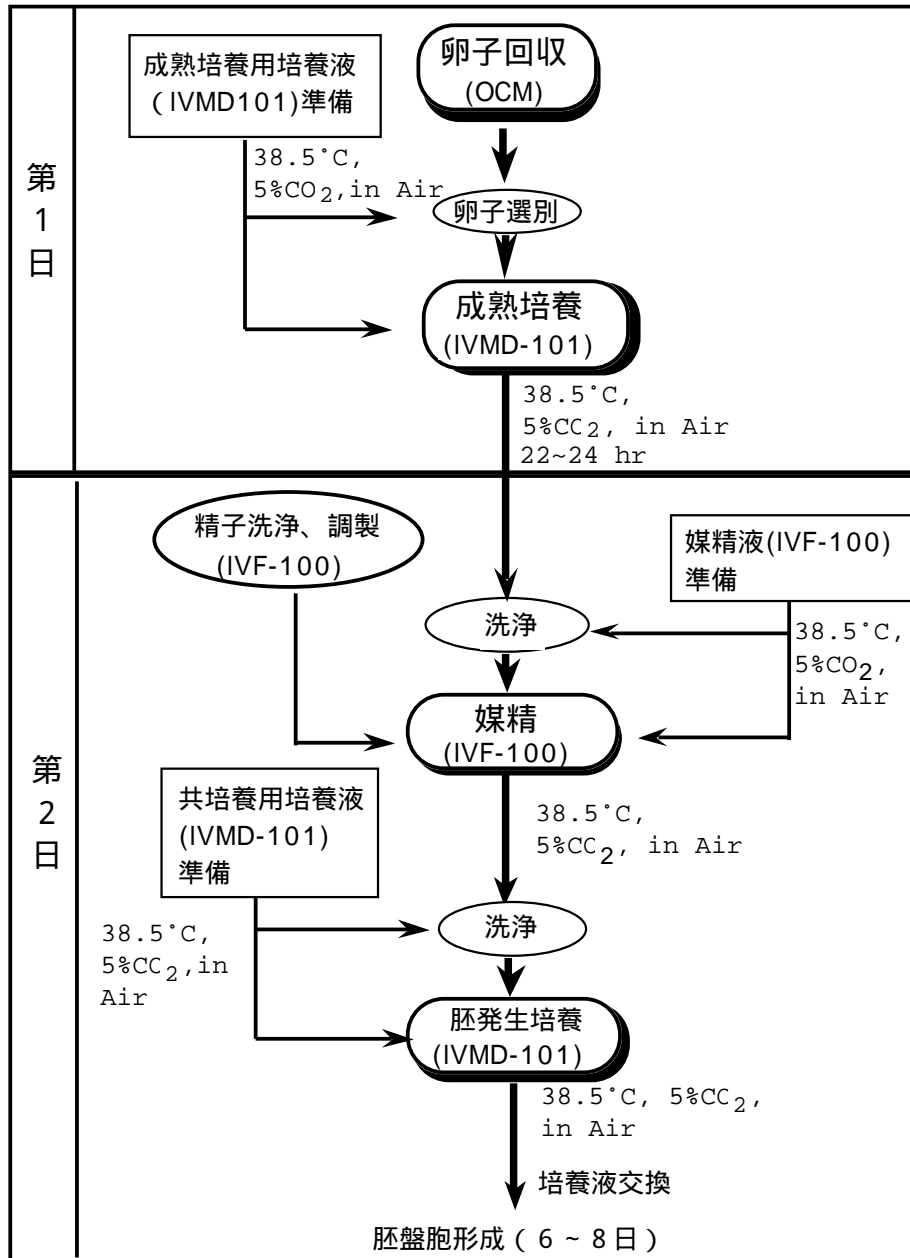 第
1
日
成熟培養用培養液
(IVMD101)準備
38.5˚C,
5%CO2,in Air
卵子回収
(OCM)
卵子選別
成熟培養
(IVMD-101)
38.5˚C,
5%CO2, in Air
22~24 hr
第
2
日
精子洗浄、調製
(IVF-100)
媒精液(IVF-100)
準備
38.5˚C,
5%CO2,
in Air
洗浄
媒精
(IVF-100)
38.5˚C,
5%CO2, in Air
共培養用培養液
(IVMD-101)
準備
38.5˚C,
5%CO2,in
Air
洗浄
胚発生培養
(IVMD-101)
38.5˚C, 5%CO2,
in Air
培養液交換
胚盤胞形成(6~8日)